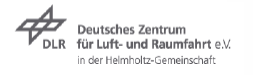 Deutsches Zentrum
DLR für Luft- und Raumfahrt e.V.
in der Helmholtz-Gemeinschaft